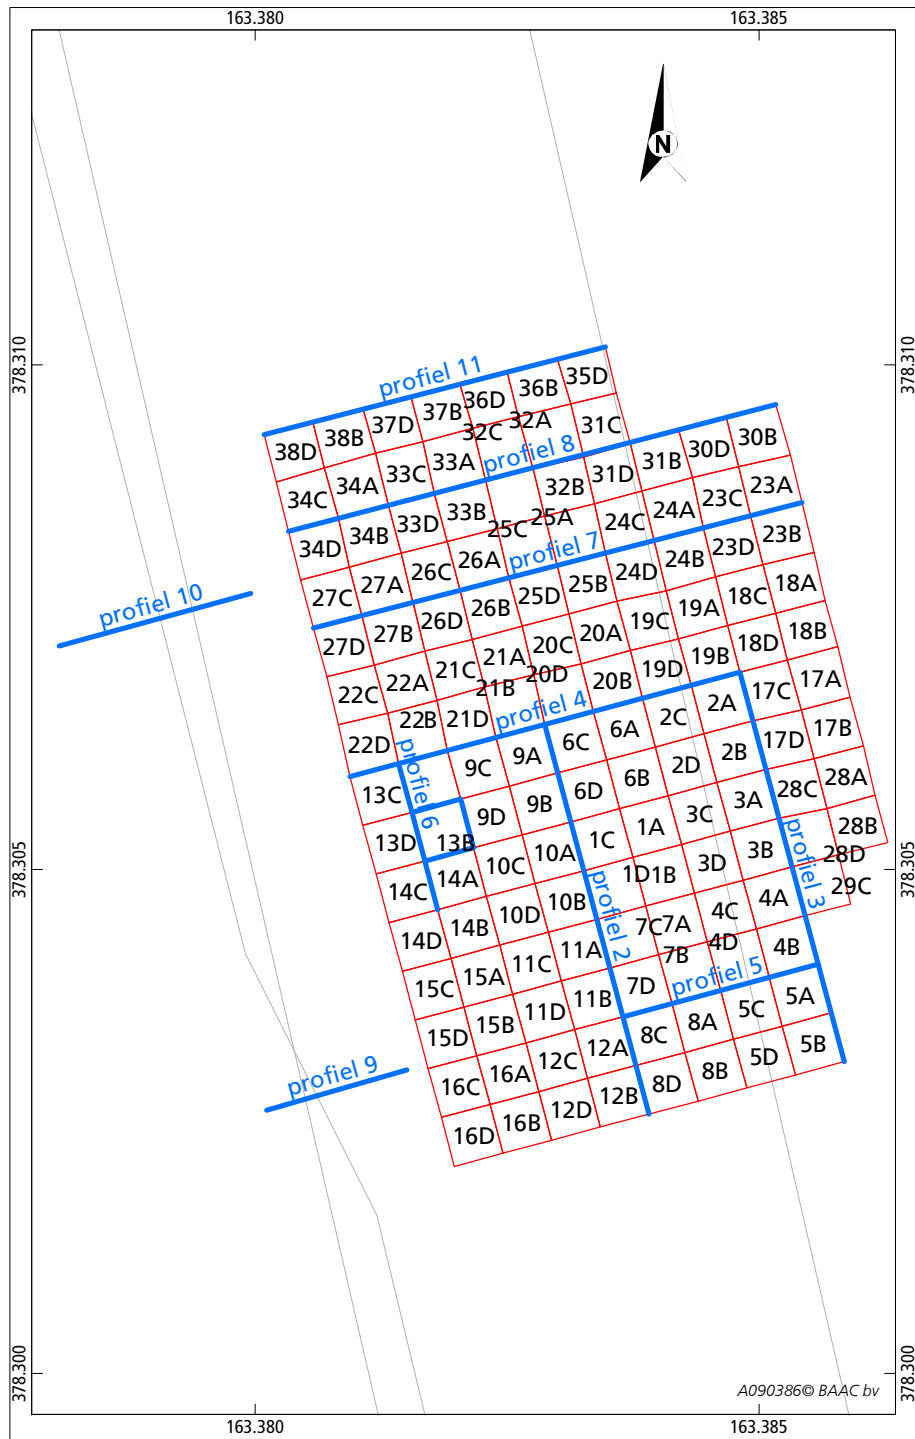 163.380 163.385
N
378.310 378.310
profiel 11
38D 38B 37D 37B 36D 36B 35D
34C 34A 33C 33A 32C 32A 31C
profiel 8
34D 34B 33D 33B 32B 31D 31B 30D 30B
27C 27A 26C 26A 25C 25A 24C 24A 23C 23A
profiel 7
27D 27B 26D 26B 25D 25B 24D 24B 23D 23B
profiel 10
22C 22A 21C 21A 20C 20A 19C 19A 18C 18A
22D 22B 21D 21B 20D 20B 19D 19B 18D 18B
profiel 4
13C 9C 9A 6C 6A 2C 2A 17C 17A
profiel 6
13D 13B 9D 9B 6D 6B 2D 2B 17D 17B
14C 14A 10C 10A 1C 1A 3C 3A 28C 28A
378.305 378.305
14D 14B 10D 10B 1D 1B 3D 3B 28D 28B
profiel 2
profiel 3
15C 15A 11C 11A 7C 7A 4C 4A 29C
15D 15B 11D 11B 7D 7B 4D 4B
profiel 5
16C 16A 12C 12A 8C 8A 5C 5A
profiel 9
16D 16B 12D 12B 8D 8B 5D 5B
378.300 378.300
A090386© BAAC bv
163.380 163.385